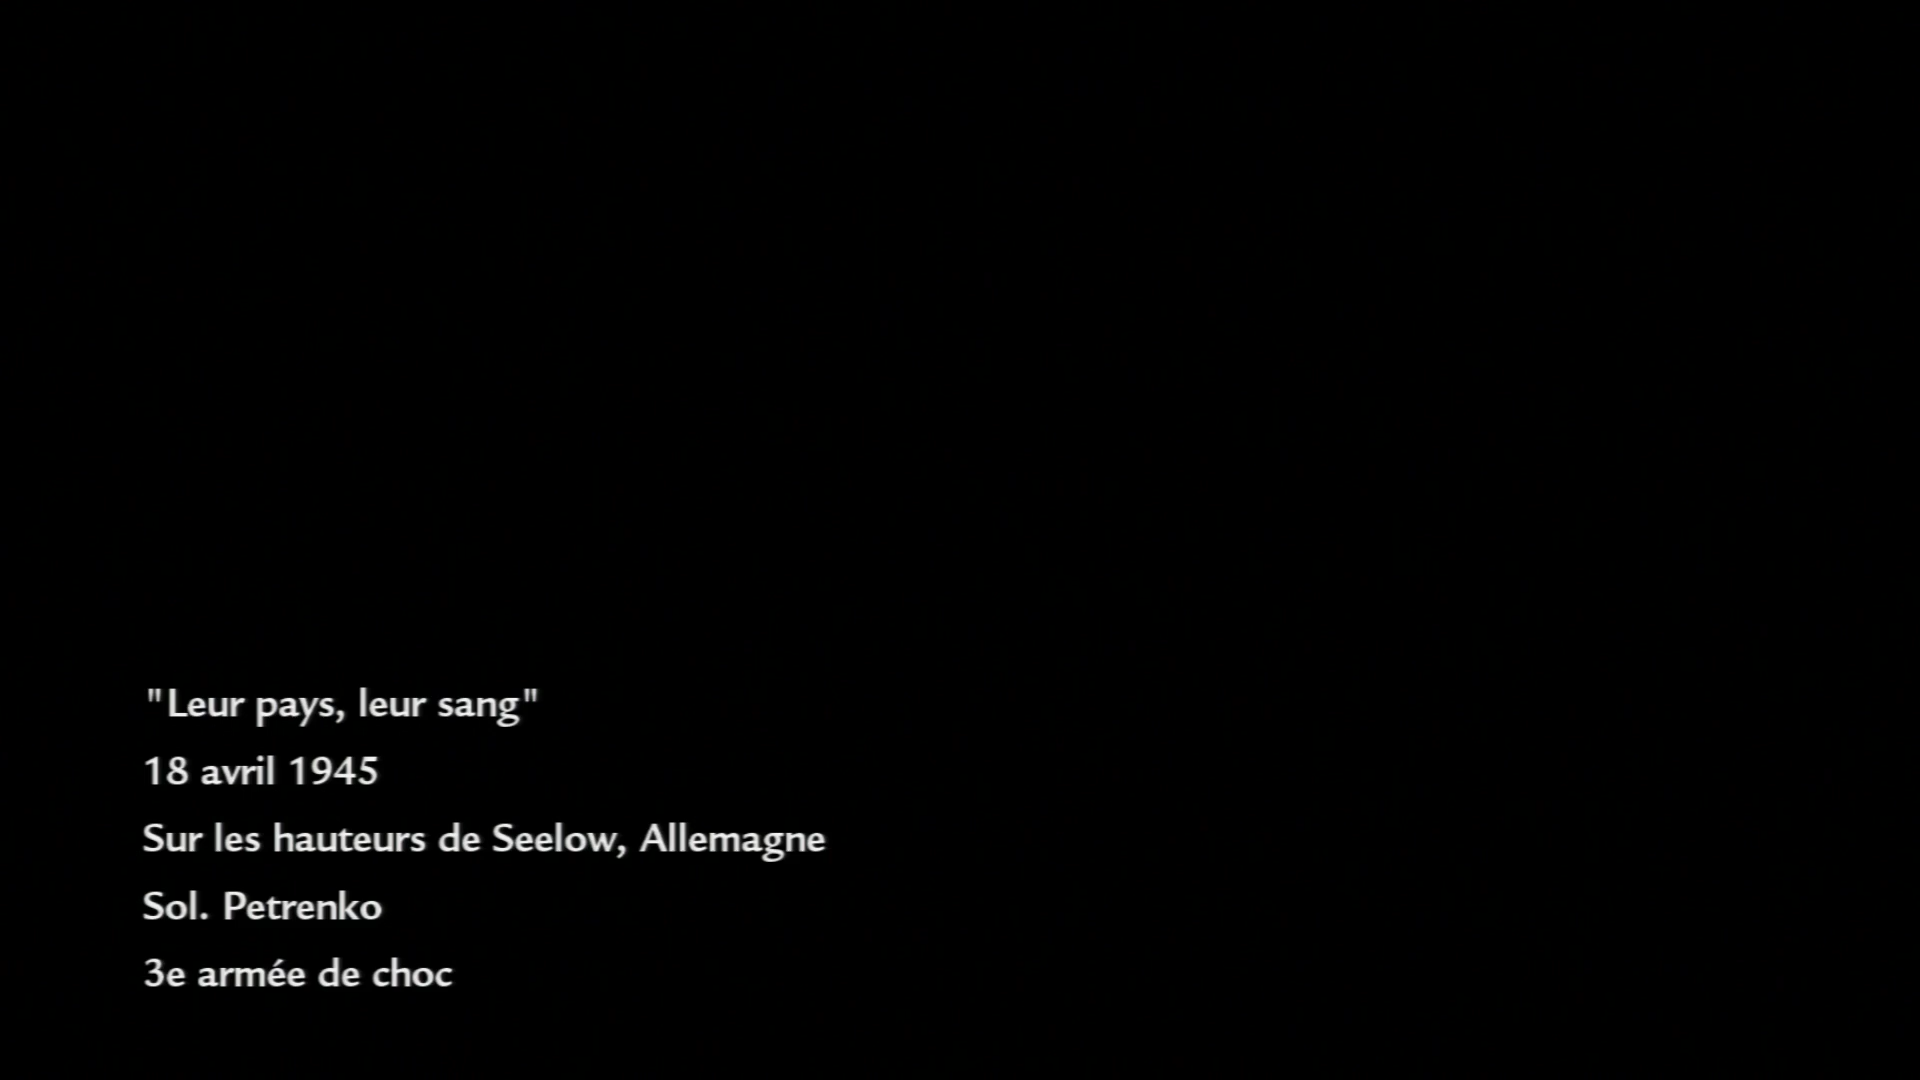 "Leur pays, leur sang"
18 avril 1945
Sur les hauteurs de Seelow, Allemagne
Sol. Petrenko
3e armée de choc